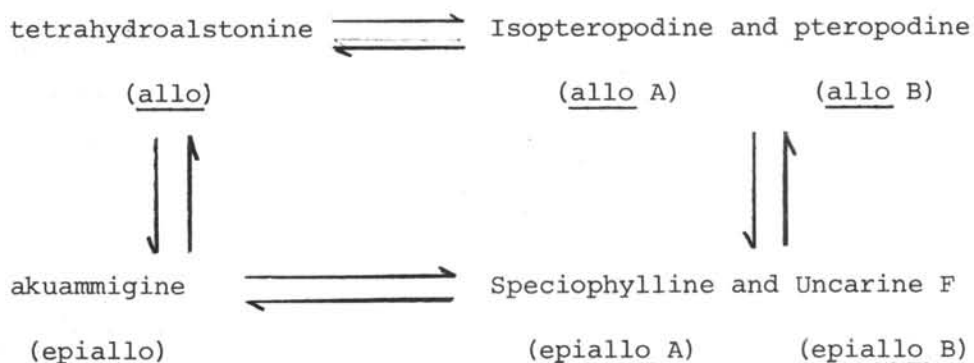 tetrahydroalstonine Isopteropodine and pteropodine
(allo) (allo A) (allo B)
akuammigine Speciophylline and Uncarine F
(epiallo) (epiallo A) (epiallo B)